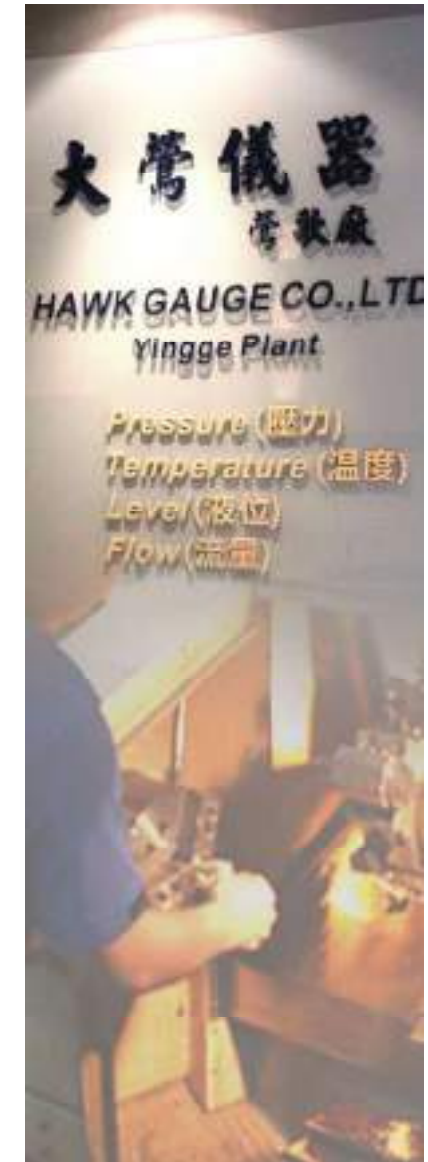 大鶯儀器
鶯歌廠
HAWK GAUGE CO.,LTD
Yingge Plant
Pressure (壓力)
Temperature (溫度)
Level (液位)
Flow (流量)